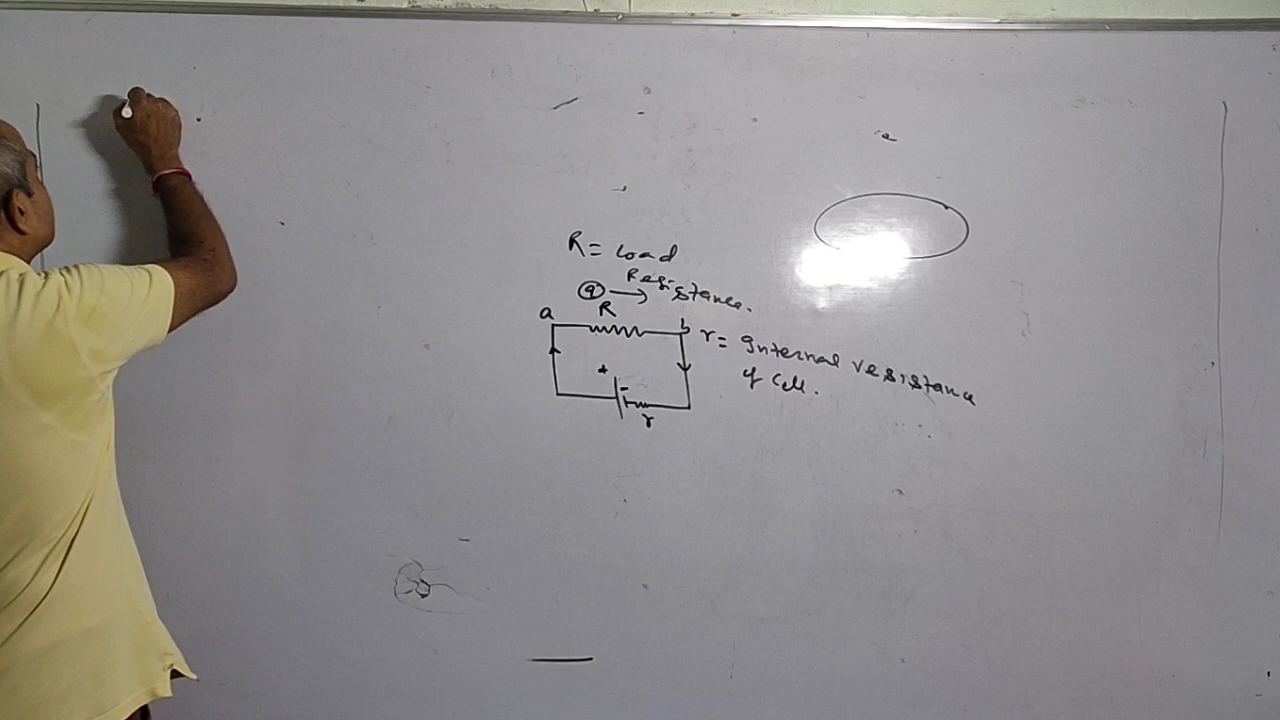 R = Load
Resistance.
q →
R
a
b
r = Internal resistance
of Cell.
+
-
r